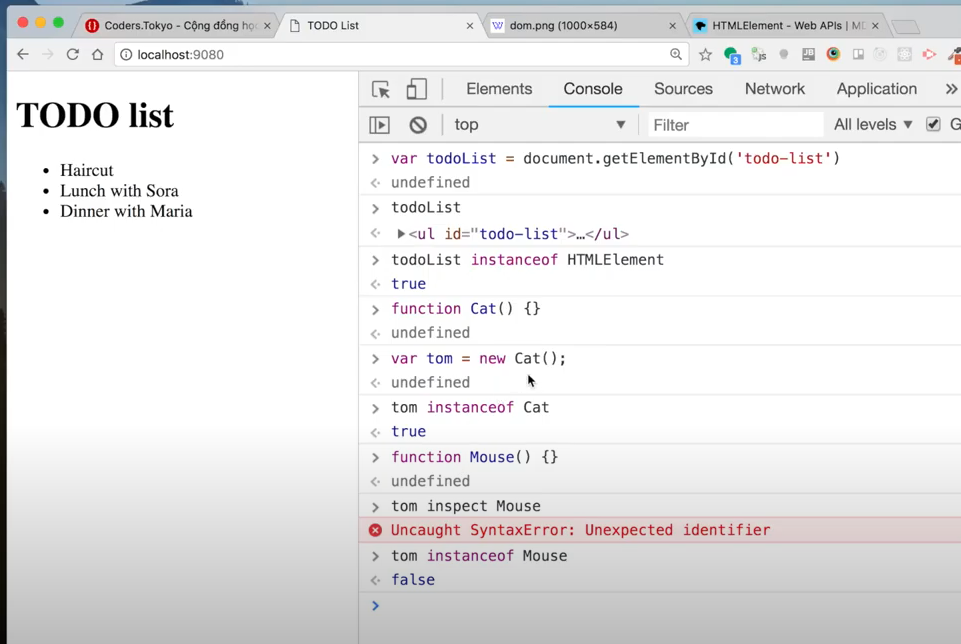 Coders.Tokyo - Cộng đồng học
TODO List
dom.png (1000×584)
HTMLElement - Web APIs | MD
localhost:9080
3
TODO list
Haircut
Lunch with Sora
Dinner with Maria
Elements
Console
Sources
Network
Application
»
top
Filter
All levels
G
> var todoList = document.getElementById('todo-list')
undefined
> todoList
<ul id="todo-list">…</ul>
> todoList instanceof HTMLElement
true
> function Cat() {}
undefined
> var tom = new Cat();
undefined
> tom instanceof Cat
true
> function Mouse() {}
undefined
> tom inspect Mouse
Uncaught SyntaxError: Unexpected identifier
> tom instanceof Mouse
false
>